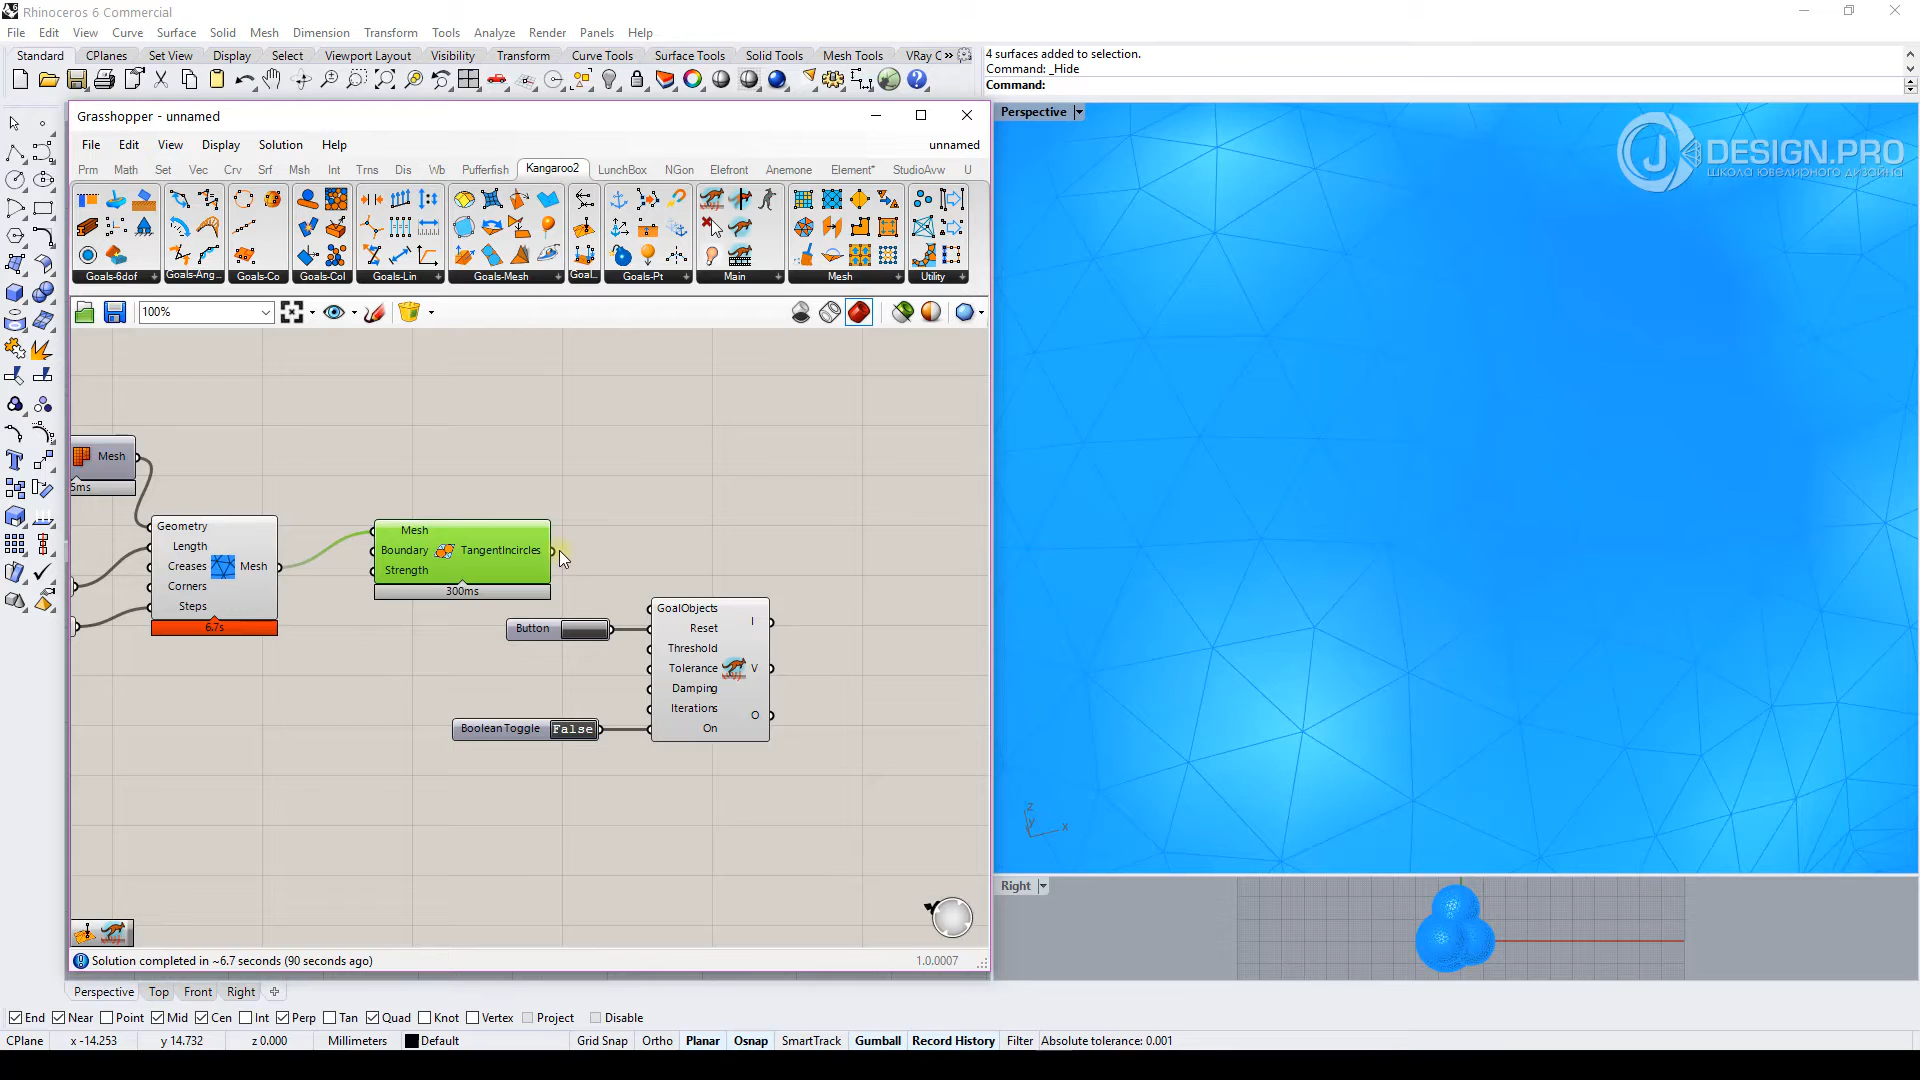 Rhinoceros 6 Commercial
File Edit View Curve Surface Solid Mesh Dimension Transform Tools Analyze Render Panels Help
Standard CPlanes Set View Display Select Viewport Layout Visibility Transform Curve Tools Surface Tools Solid Tools Mesh Tools VRay C »
4 surfaces added to selection.
Command: _Hide
Command:
Grasshopper - unnamed
File Edit View Display Solution Help unnamed
Prm Math Set Vec Crv Srf Msh Int Trns Dis Wb Pufferfish Kangaroo2 LunchBox NGon Elefront Anemone Element* StudioAvw U
Goals-6dof Goals-Ang... Goals-Co Goals-Col Goals-Lin Goals-Mesh Goal... Goals-Pt Main Mesh Utility
100%
Perspective
JDESIGN.PRO
школа ювелирного дизайна
Mesh
5ms
Geometry
Length
Creases
Corners
Steps
Mesh
6.7s
Mesh
Boundary
Strength
TangentIncircles
300ms
Button
BooleanToggle False
GoalObjects
Reset
Threshold
Tolerance
Damping
Iterations
On
I
V
O
z
y
x
Right
Solution completed in ~6.7 seconds (90 seconds ago) 1.0.0007
Perspective Top Front Right
End Near Point Mid Cen Int Perp Tan Quad Knot Vertex Project Disable
CPlane x -14.253 y 14.732 z 0.000 Millimeters Default Grid Snap Ortho Planar Osnap SmartTrack Gumball Record History Filter Absolute tolerance: 0.001